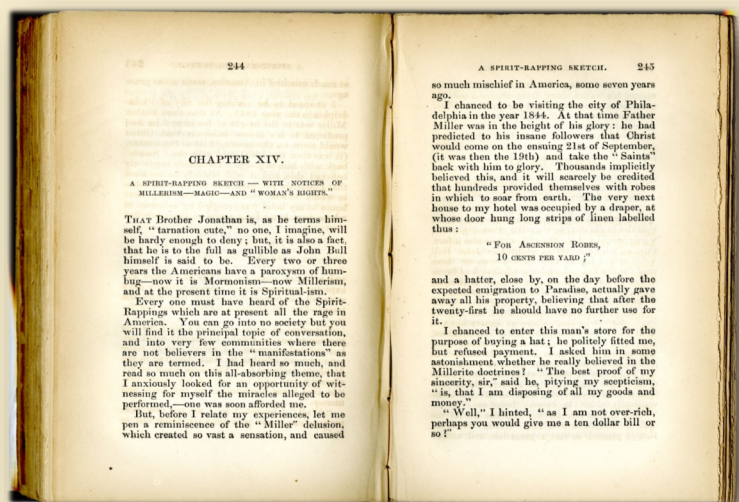 244
CHAPTER XIV.
A SPIRIT-RAPPING SKETCH — WITH NOTICES OF
MILLERISM—MAGIC—AND "WOMAN'S RIGHTS."
THAT Brother Jonathan is, as he terms him-
self, "tarnation cute," no one, I imagine, will
be hardy enough to deny; but, it is also a fact,
that he is to the full as gullible as John Bull
himself is said to be. Every two or three
years the Americans have a paroxysm of hum-
bug—now it is Mormonism—now Millerism,
and at the present time it is Spiritual-ism.
Every one must have heard of the Spirit-
Rappings which are at present all the rage in
America. You can go into no society but you
will find it the principal topic of conversation,
and into very few communities where there
are not believers in the "manifestations" as
they are termed. I had heard so much, and
read so much on this all-absorbing theme, that
I anxiously looked for an opportunity of wit-
nessing for myself the miracles alleged to be
performed,—one was soon afforded me.
But, before I relate my experiences, let me
pen a reminiscence of the "Miller" delusion,
which created so vast a sensation, and caused
A SPIRIT-RAPPING SKETCH. 245
so much mischief in America, some seven years
ago.
I chanced to be visiting the city of Phila-
delphia in the year 1844. At that time Father
Miller was in the height of his glory: he had
predicted to his insane followers that Christ
would come on the ensuing 21st of September,
(it was then the 19th) and take the "Saints"
back with him to glory. Thousands implicitly
believed this, and it will scarcely be credited
that hundreds provided themselves with robes
in which to soar from earth. The very next
house to my hotel was occupied by a draper, at
whose door hung long strips of linen labelled
thus:
"FOR ASCENSION ROBES,
10 CENTS PER YARD;"
and a hatter, close by, on the day before the
expected emigration to Paradise, actually gave
away all his property, believing that after the
twenty-first he should have no further use for
it.
I chanced to enter this man's store for the
purpose of buying a hat; he politely fitted me,
but refused payment. I asked him in some
astonishment whether he really believed in the
Millerite doctrines? "The best proof of my
sincerity, sir," said he, pitying my scepticism,
"is, that I am disposing of all my goods and
money."
"Well," I hinted, "as I am not over-rich,
perhaps you would give me a ten dollar bill or
so?"